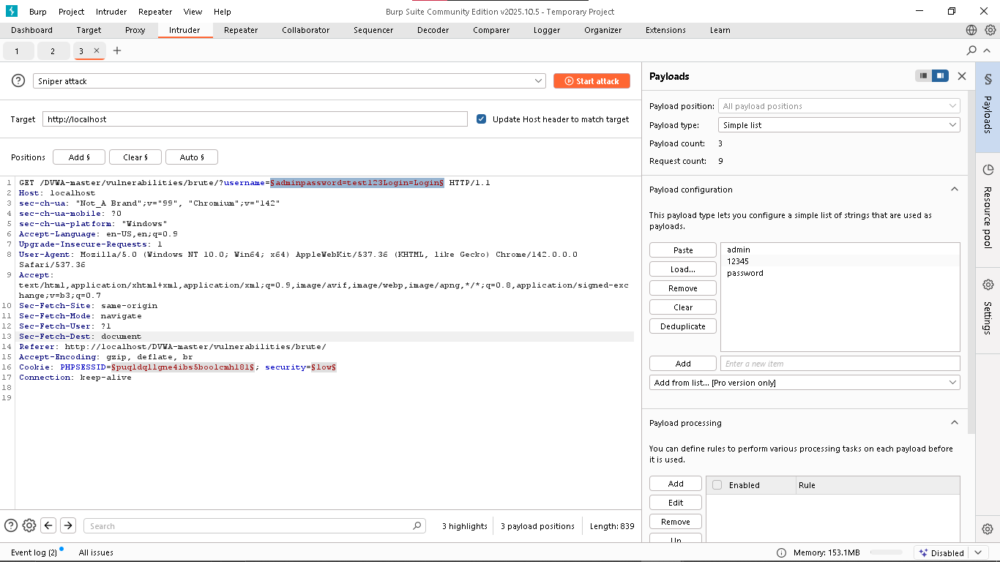 Burp Project Intruder Repeater View Help Burp Suite Community Edition v2025.10.5 - Temporary Project
Dashboard Target Proxy Intruder Repeater Collaborator Sequencer Decoder Comparer Logger Organizer Extensions Learn
1 2 3 × +
? Sniper attack Start attack
Target http://localhost Update Host header to match target
Positions Add § Clear § Auto §
1 GET /DVWA-master/vulnerabilities/brute/?username=§adminpassword=test123Login=Login§ HTTP/1.1
2 Host: localhost
3 sec-ch-ua: "Not_A Brand";v="99", "Chromium";v="142"
4 sec-ch-ua-mobile: ?0
5 sec-ch-ua-platform: "Windows"
6 Accept-Language: en-US,en;q=0.9
7 Upgrade-Insecure-Requests: 1
8 User-Agent: Mozilla/5.0 (Windows NT 10.0; Win64; x64) AppleWebKit/537.36 (KHTML, like Gecko) Chrome/142.0.0.0
Safari/537.36
9 Accept:
text/html,application/xhtml+xml,application/xml;q=0.9,image/avif,image/webp,image/apng,*/*;q=0.8,application/signed-exc
hange;v=b3;q=0.7
10 Sec-Fetch-Site: same-origin
11 Sec-Fetch-Mode: navigate
12 Sec-Fetch-User: ?1
13 Sec-Fetch-Dest: document
14 Referer: http://localhost/DVWA-master/vulnerabilities/brute/
15 Accept-Encoding: gzip, deflate, br
16 Cookie: PHPSESSID=§puqldqllgne4ibs5boolcmh181§; security=§low§
17 Connection: keep-alive
18
19
? Search 3 highlights 3 payload positions Length: 839
Payloads
Payload position: All payload positions
Payload type: Simple list
Payload count: 3
Request count: 9
Payload configuration
This payload type lets you configure a simple list of strings that are used as
payloads.
Paste
Load...
Remove
Clear
Deduplicate
admin
12345
password
Add Enter a new item
Add from list... [Pro version only]
Payload processing
You can define rules to perform various processing tasks on each payload before
it is used.
Add
Edit
Remove
Up
Enabled Rule
§ Payloads
Resource pool
Settings
Event log (2) All issues Memory: 153.1MB Disabled